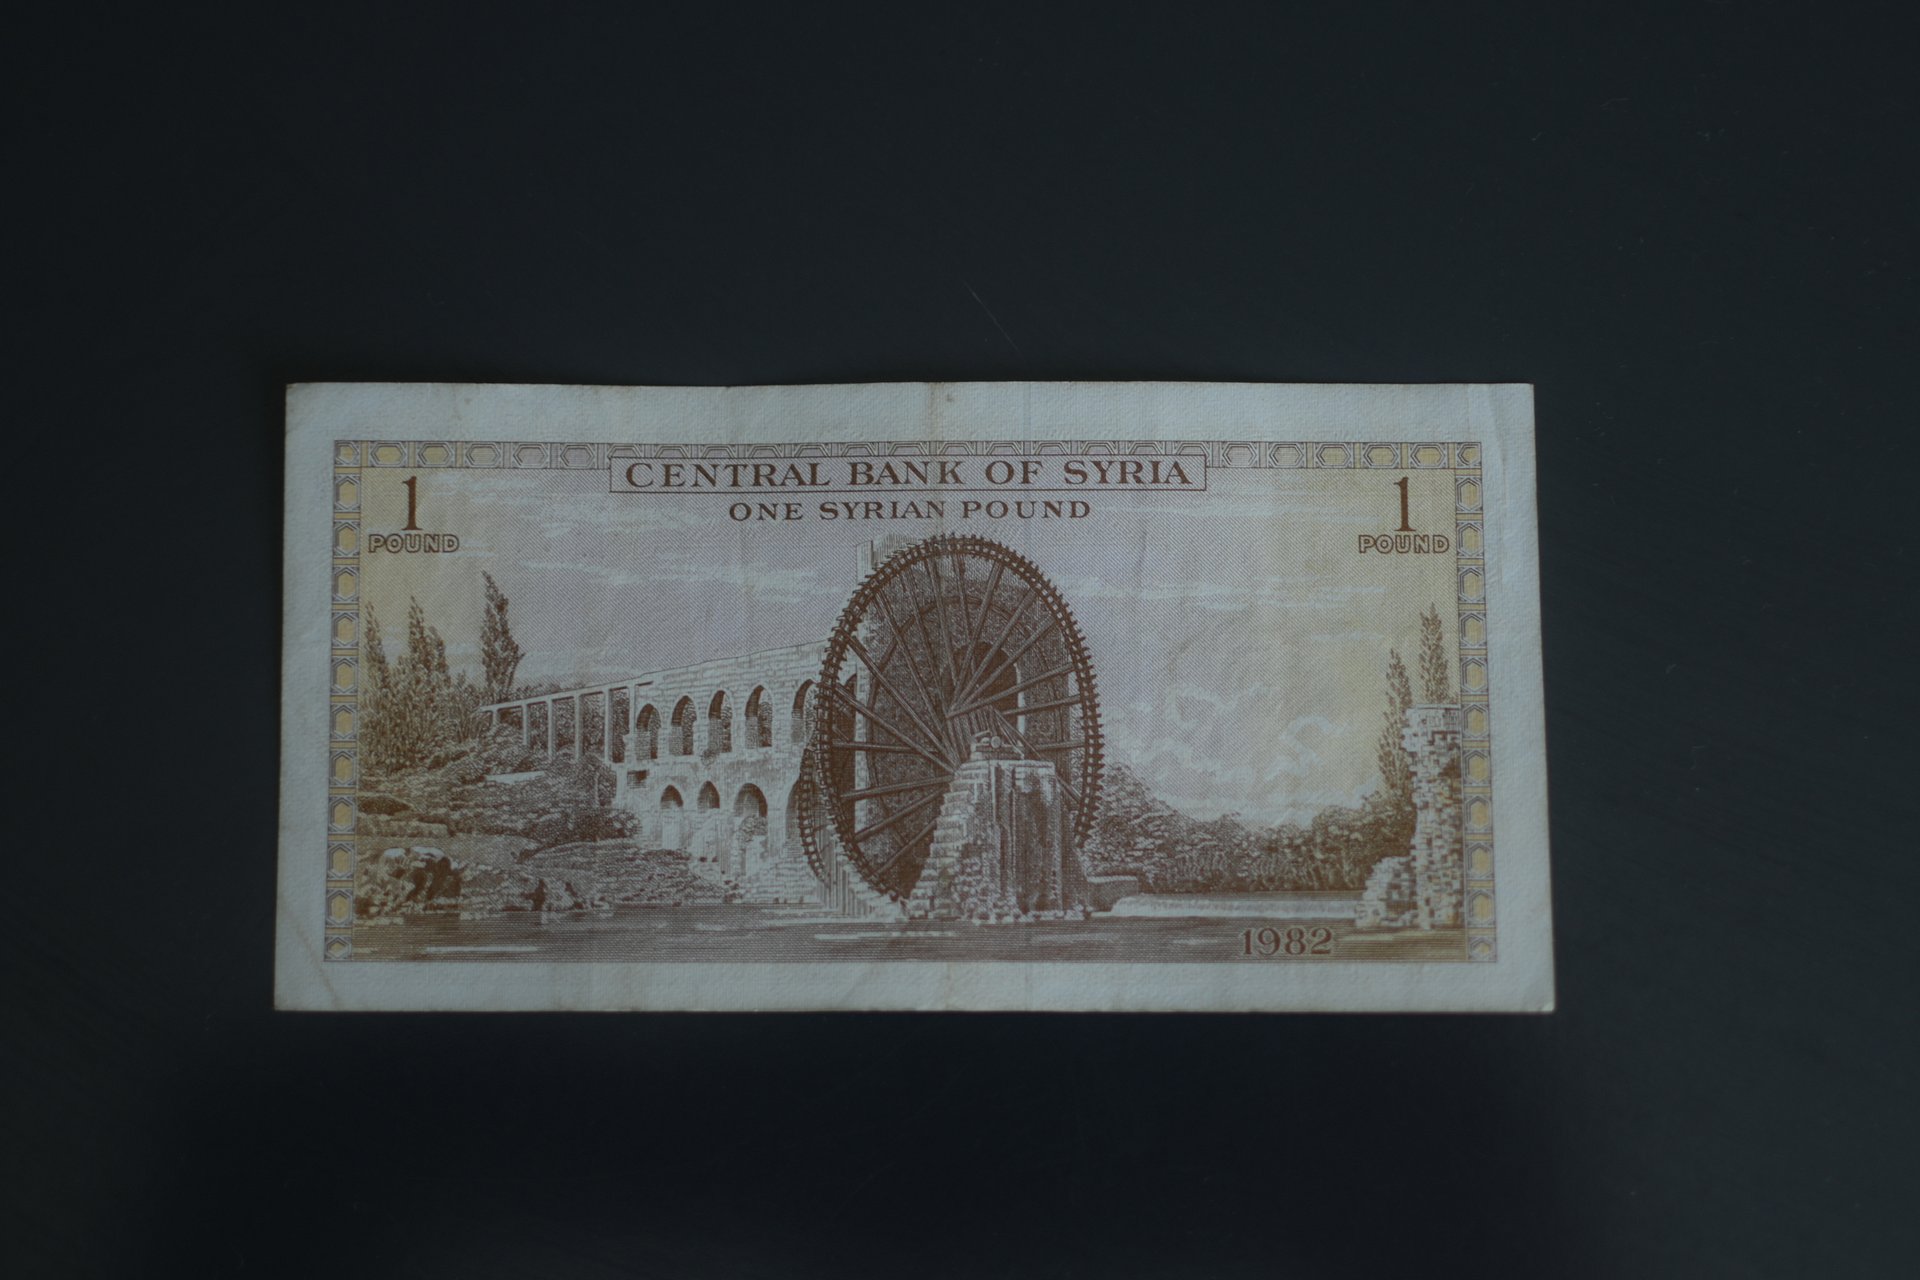 CENTRAL BANK OF SYRIA
ONE SYRIAN POUND
1
POUND
1
POUND
1982